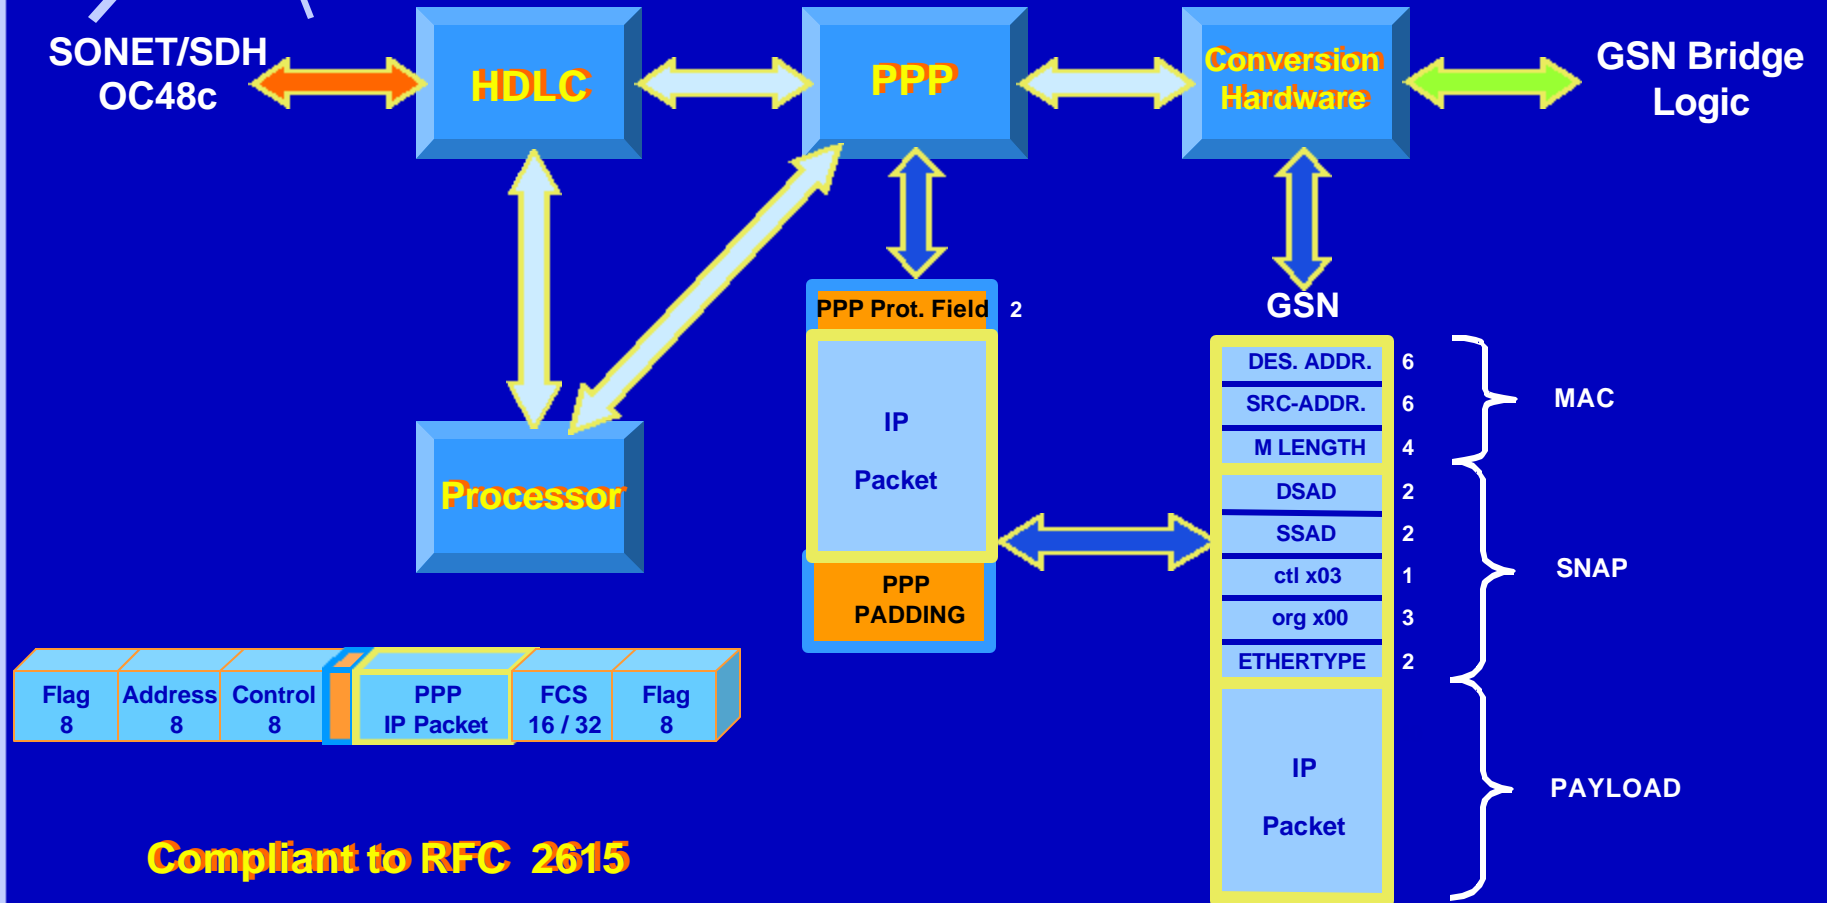 SONET/SDH
OC48c
HDLC
PPP
Conversion
Hardware
GSN Bridge
Logic
Processor
PPP Prot. Field 2
IP
Packet
PPP
PADDING
GSN
DES. ADDR. 6
SRC-ADDR. 6
M LENGTH 4
DSAD 2
SSAD 2
ctl x03 1
org x00 3
ETHERTYPE 2
IP
Packet
MAC
SNAP
PAYLOAD
Flag
8
Address
8
Control
8
PPP
IP Packet
FCS
16 / 32
Flag
8
Compliant to RFC 2615